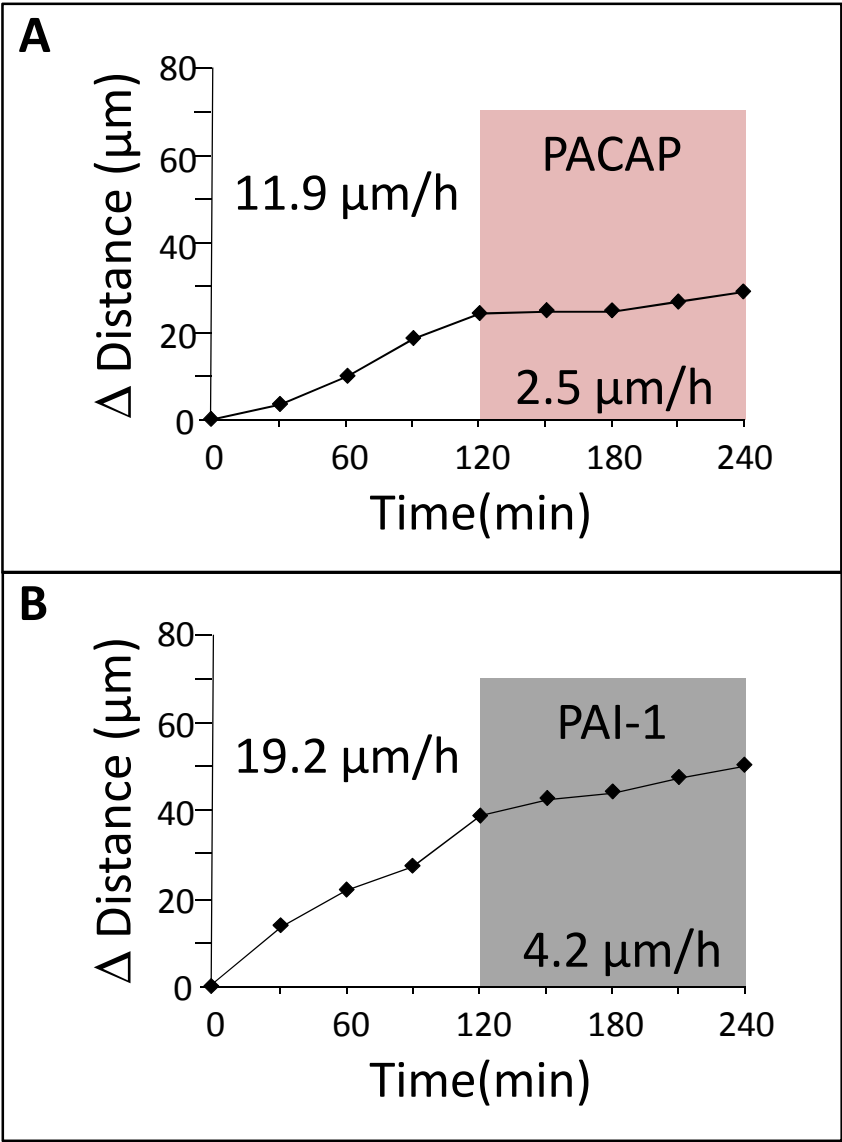 A
80
60
40
20
0
Δ Distance (µm)
11.9 µm/h
PACAP
2.5 µm/h
0 60 120 180 240
Time(min)
B
80
60
40
20
0
Δ Distance (µm)
19.2 µm/h
PAI-1
4.2 µm/h
0 60 120 180 240
Time(min)